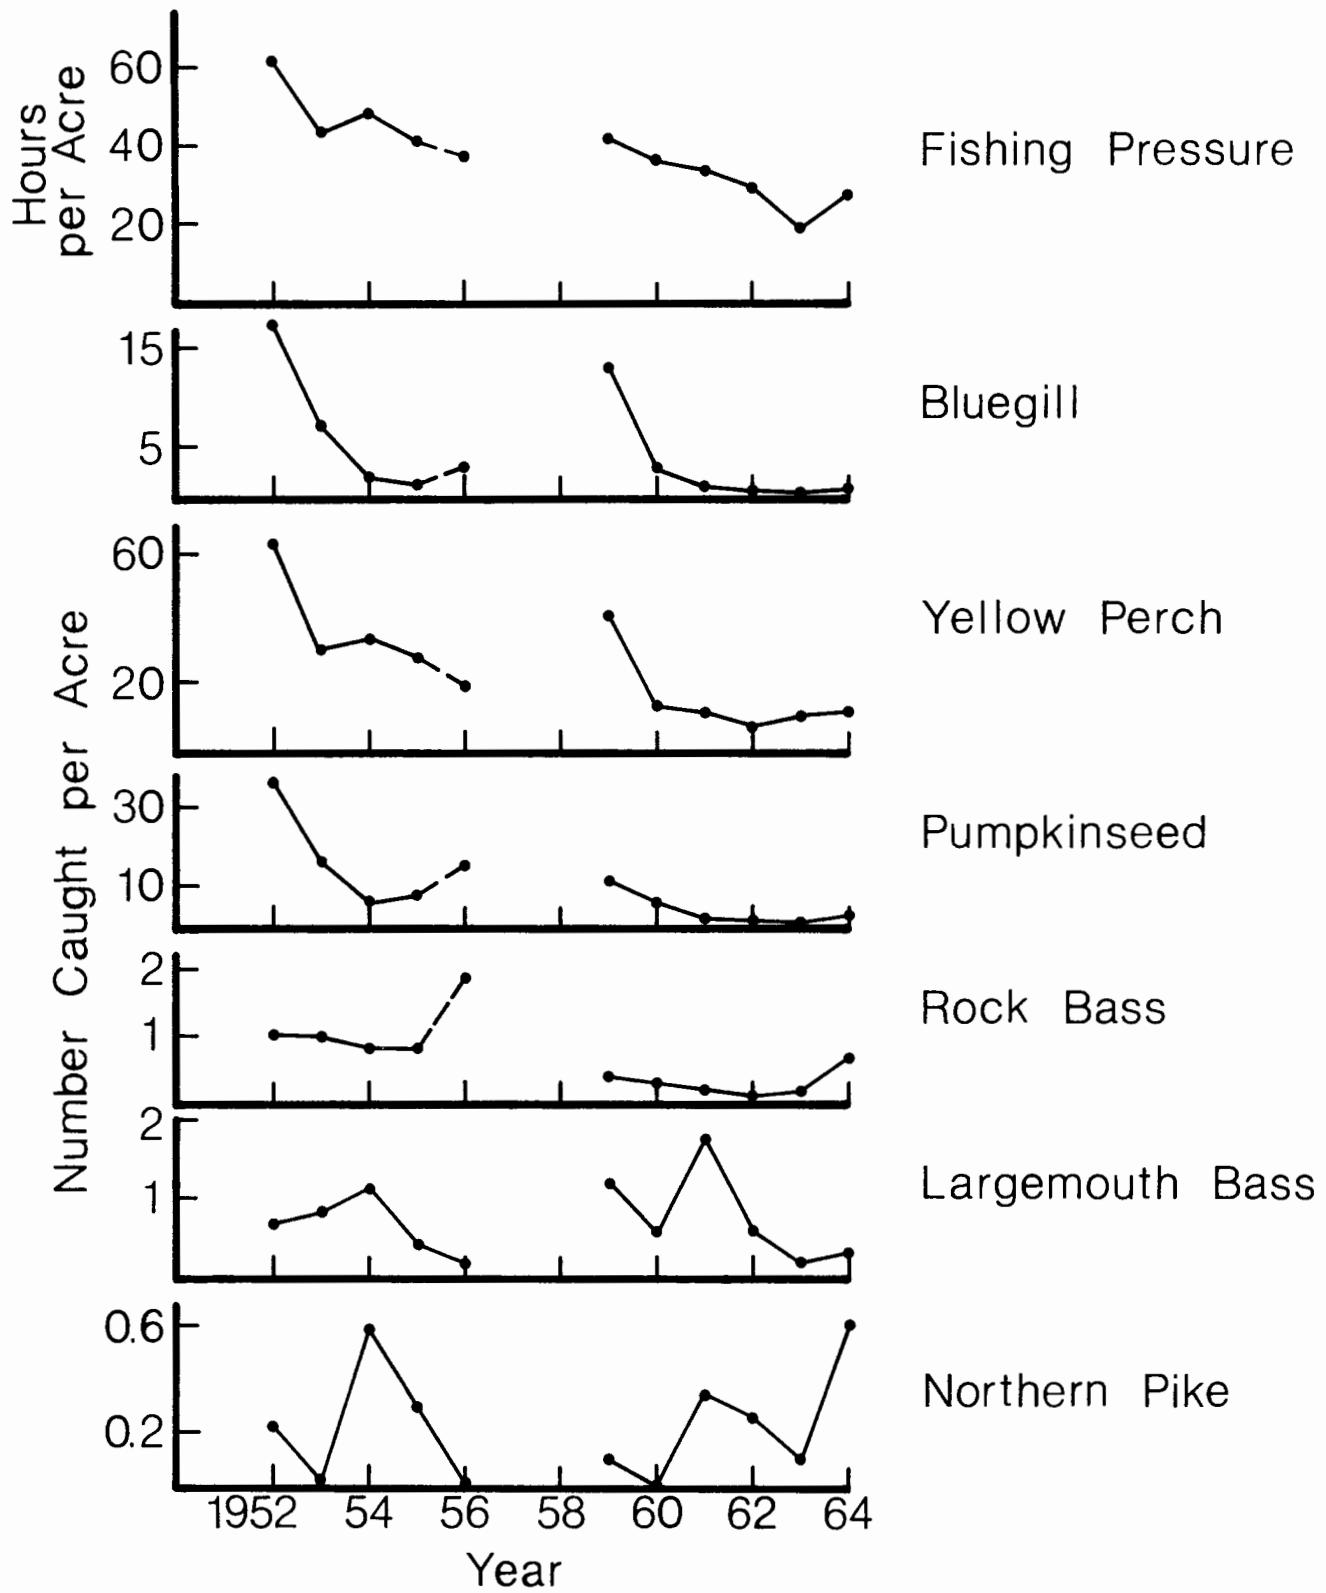 Hours
per Acre
60
40
20
Fishing Pressure
15
5
Bluegill
Number Caught per Acre
60
20
Yellow Perch
30
10
Pumpkinseed
2
1
Rock Bass
2
1
Largemouth Bass
0.6
0.2
Northern Pike
1952 54 56 58 60 62 64
Year